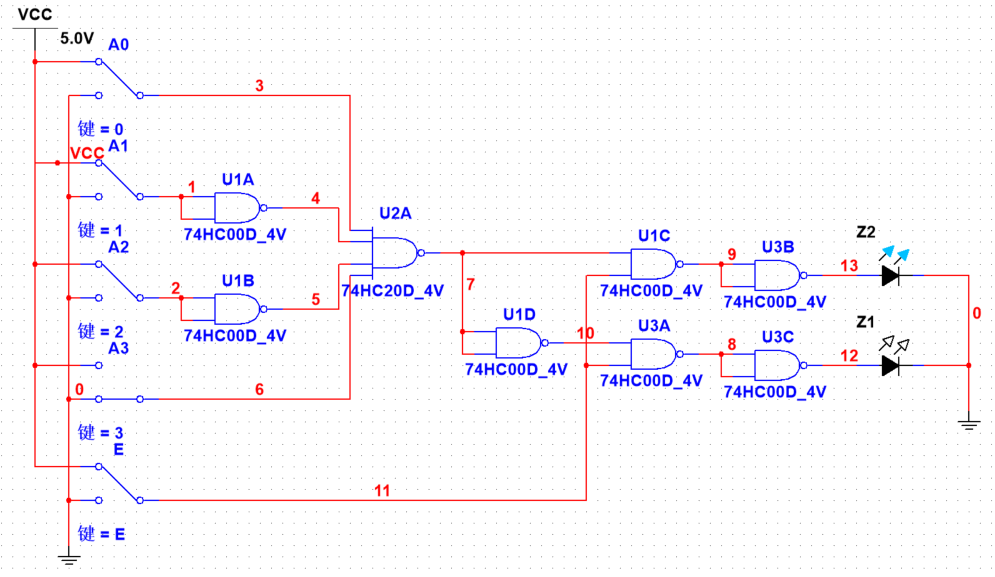 VCC
5.0V
A0
3
键 = 0
VCC
A1
1
U1A
4
74HC00D_4V
键 = 1
A2
2
U1B
5
74HC00D_4V
键 = 2
A3
0
6
键 = 3
E
11
键 = E
U2A
74HC20D_4V
7
U1D
10
74HC00D_4V
U1C
9
74HC00D_4V
U3B
13
74HC00D_4V
Z2
U3A
8
74HC00D_4V
U3C
12
74HC00D_4V
Z1
0